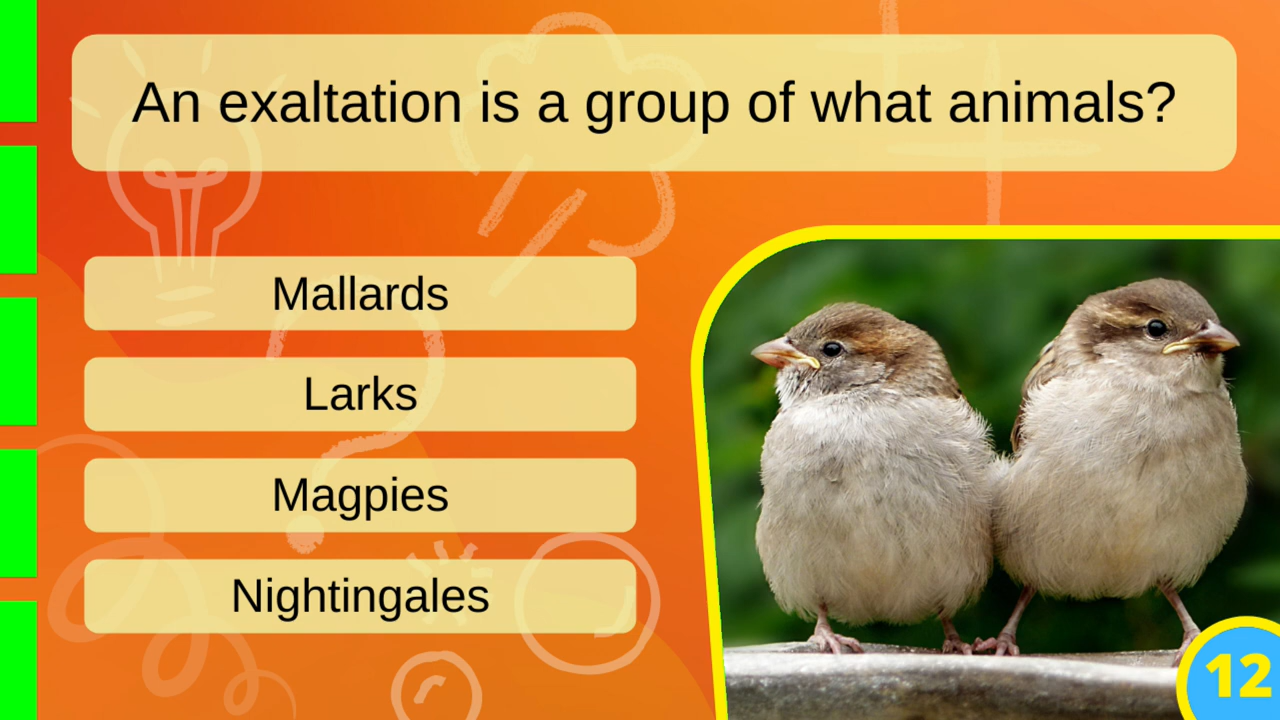 An exaltation is a group of what animals?
Mallards
Larks
Magpies
Nightingales
12